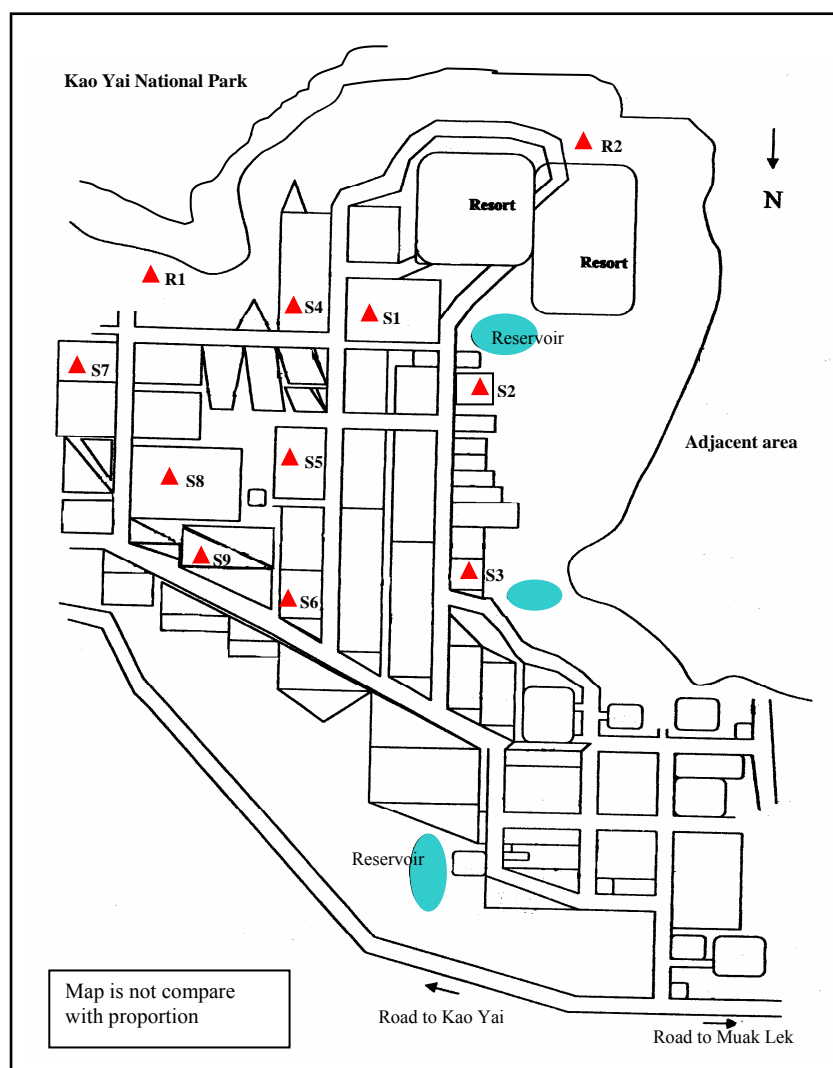 Kao Yai National Park
R2
N
Resort
Resort
R1
S4
S1
Reservoir
S7
S2
Adjacent area
S5
S8
S9
S3
S6
Reservoir
Map is not compare
with proportion
Road to Kao Yai
Road to Muak Lek